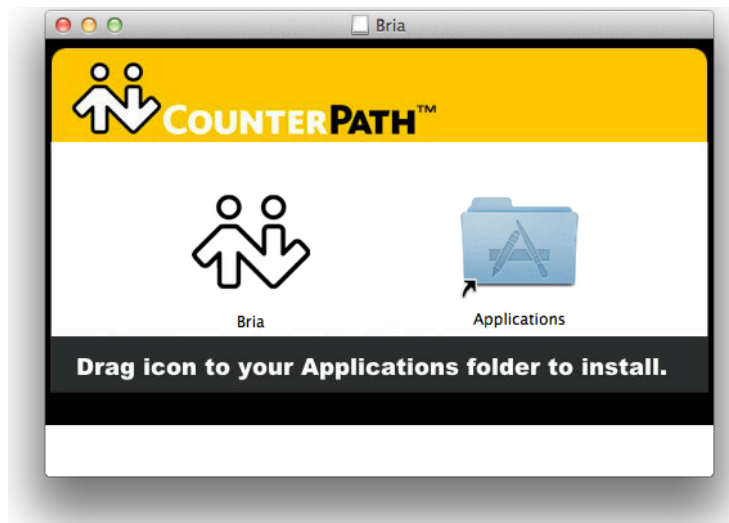 Bria
COUNTERPATH™
Bria
Applications
Drag icon to your Applications folder to install.